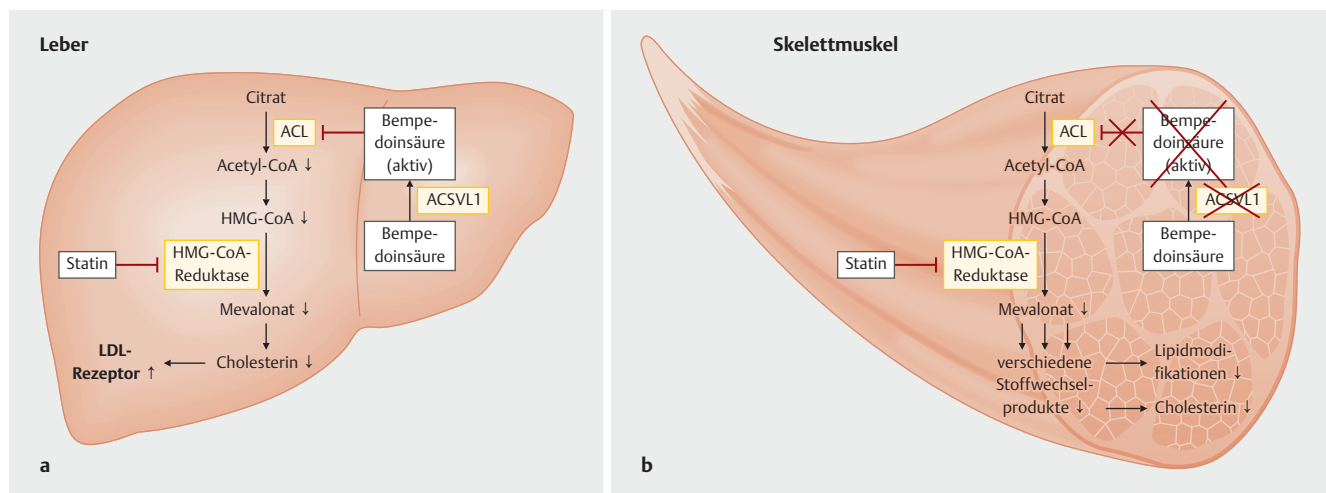 Leber
Citrat
ACL
Bempe-
doinsäure
(aktiv)
Acetyl-CoA ↓
ACSVL1
HMG-CoA ↓
Bempe-
doinsäure
Statin
HMG-CoA-
Reduktase
Mevalonat ↓
LDL-
Rezeptor ↑
Cholesterin ↓
a
Skelettmuskel
Citrat
ACL
Bempe-
doinsäure
(aktiv)
Acetyl-CoA
ACSVL1
HMG-CoA
Bempe-
doinsäure
Statin
HMG-CoA-
Reduktase
Mevalonat ↓
verschiedene
Stoffwechsel-
produkte ↓
Lipidmodi-
fikationen ↓
Cholesterin ↓
b